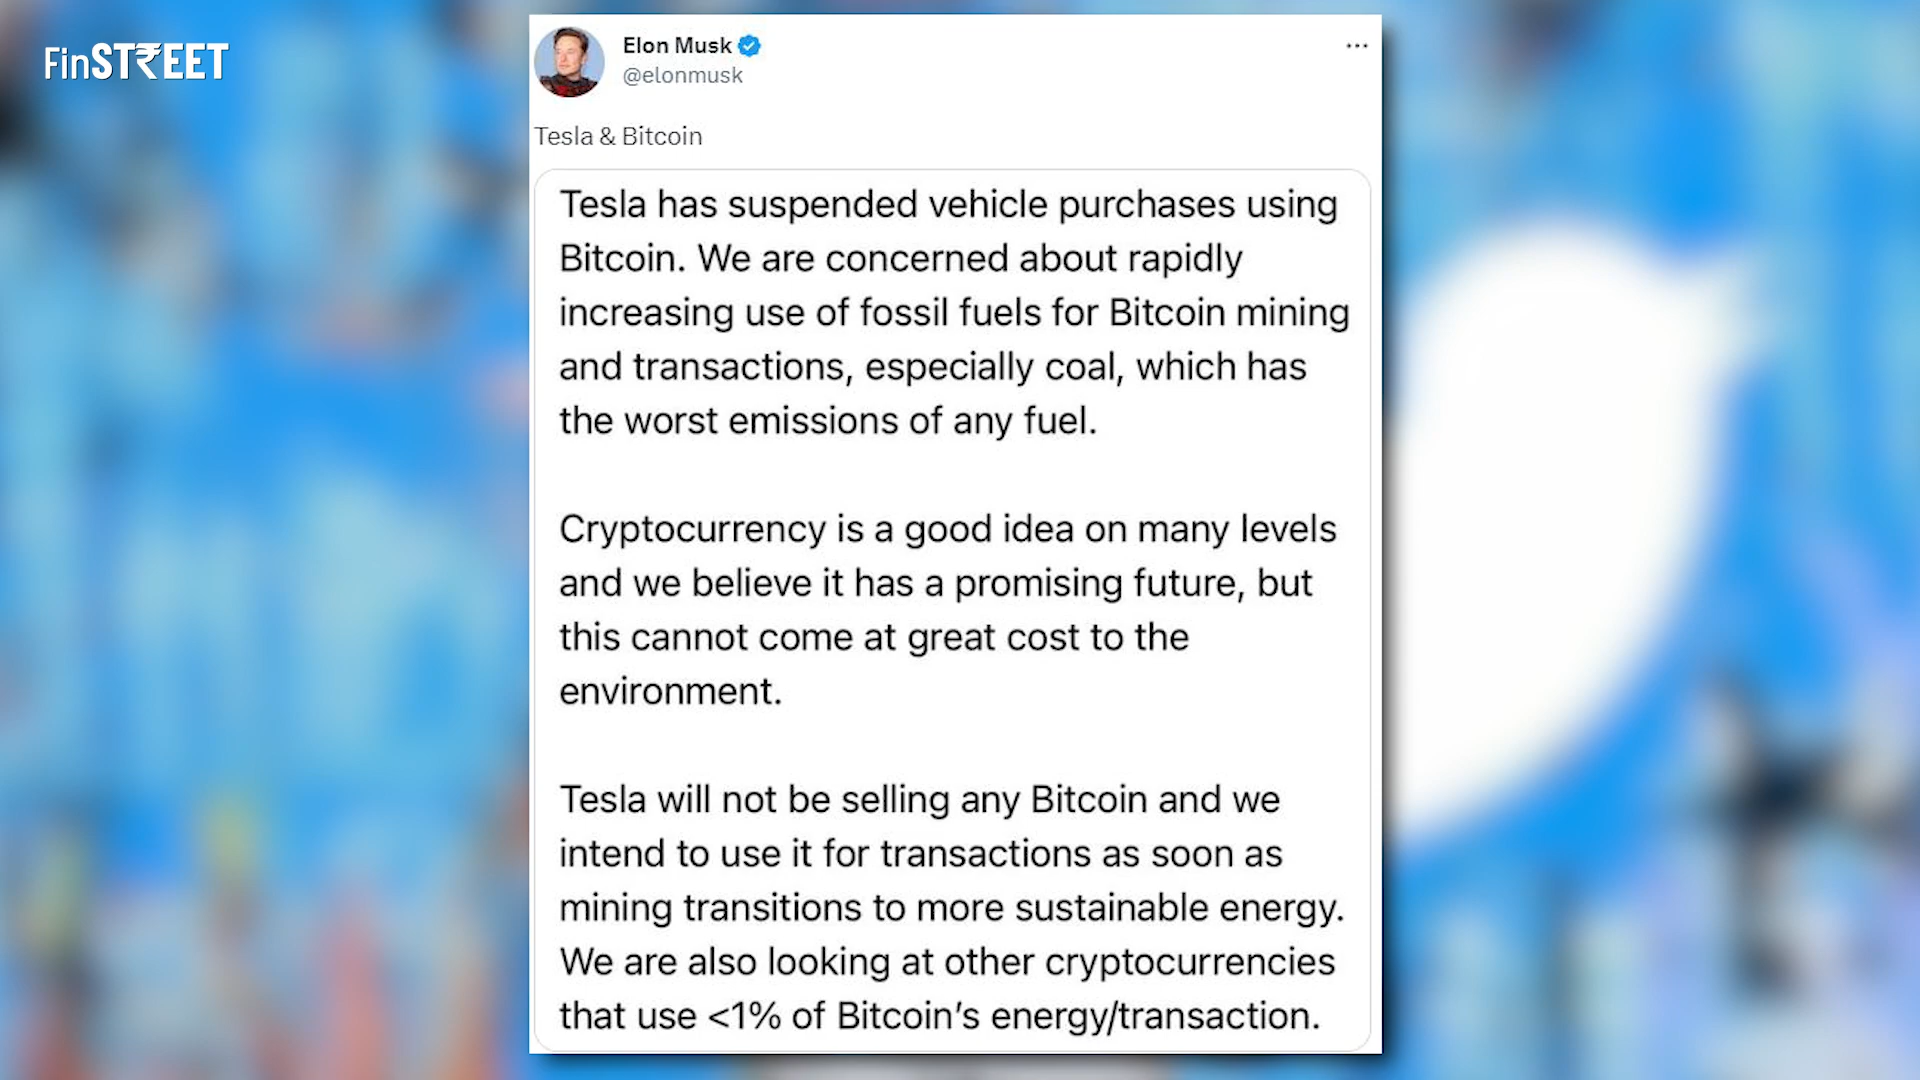 FinSTREET
Elon Musk
@elonmusk
Tesla & Bitcoin
Tesla has suspended vehicle purchases using
Bitcoin. We are concerned about rapidly
increasing use of fossil fuels for Bitcoin mining
and transactions, especially coal, which has
the worst emissions of any fuel.
Cryptocurrency is a good idea on many levels
and we believe it has a promising future, but
this cannot come at great cost to the
environment.
Tesla will not be selling any Bitcoin and we
intend to use it for transactions as soon as
mining transitions to more sustainable energy.
We are also looking at other cryptocurrencies
that use <1% of Bitcoin’s energy/transaction.